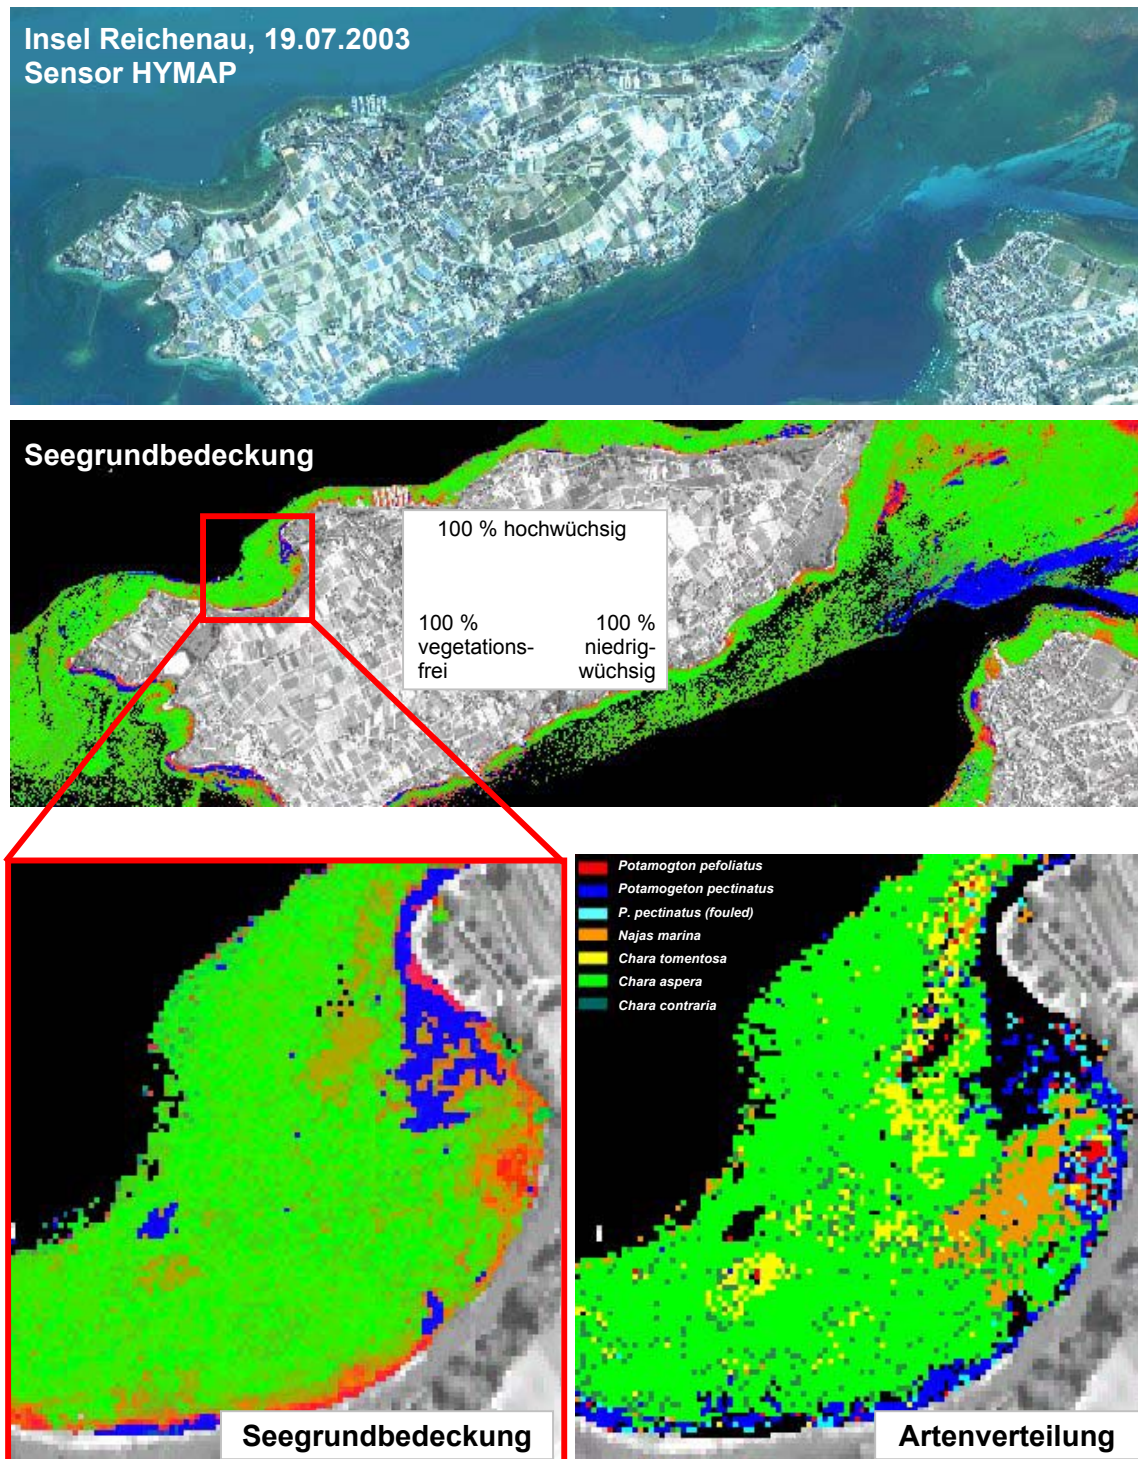 Insel Reichenau, 19.07.2003
Sensor HYMAP
Seegrundbedeckung
100 % hochwüchsig
100 %
vegetations-
frei
100 %
niedrig-
wüchsig
Potamogton pefoliatus
Potamogeton pectinatus
P. pectinatus (fouled)
Najas marina
Chara tomentosa
Chara aspera
Chara contraria
Seegrundbedeckung
Artenverteilung